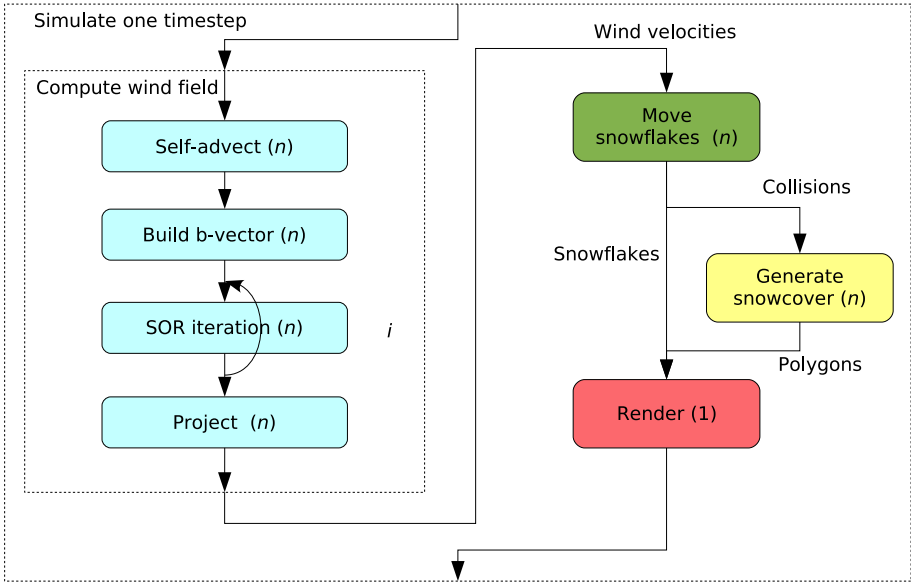 Simulate one timestep
Compute wind field
Self-advect (n)
Build b-vector (n)
SOR iteration (n)
i
Project (n)
Wind velocities
Move
snowflakes (n)
Collisions
Snowflakes
Generate
snowcover (n)
Polygons
Render (1)